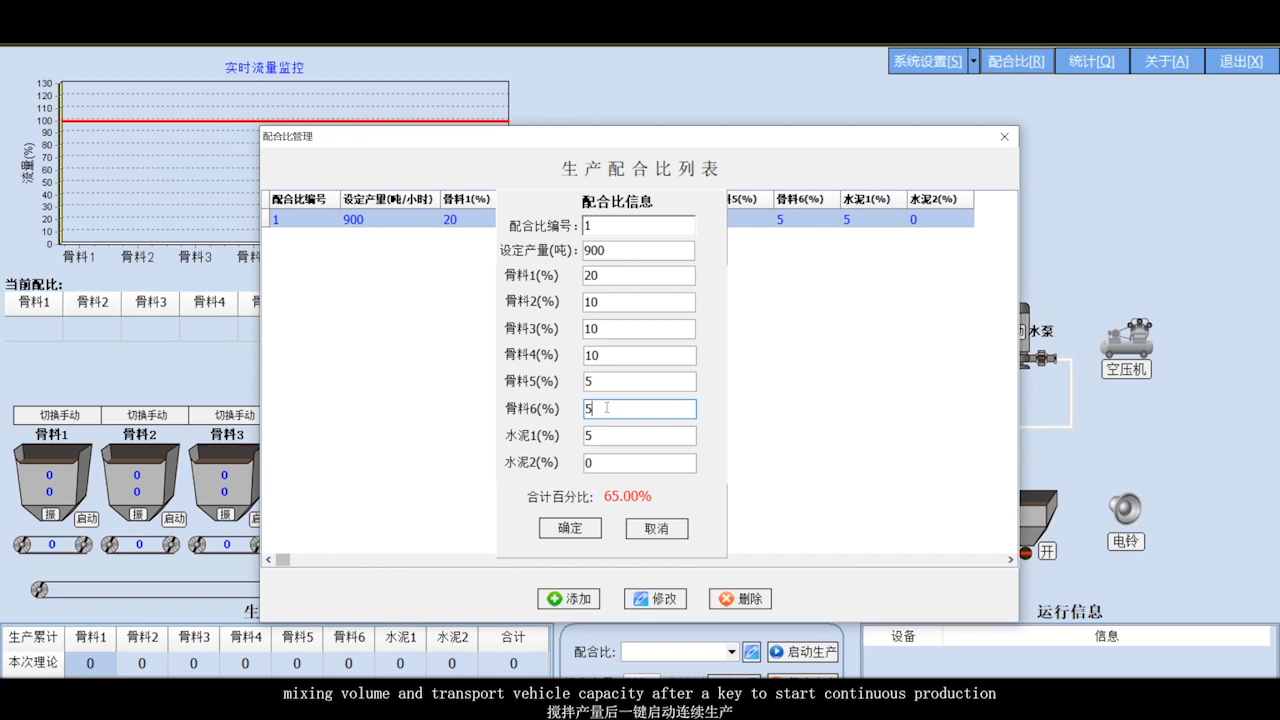 系统设置[S] 配合比[R] 统计[Q] 关于[A] 退出[X]
实时流量监控
流量(%)
130
120
110
100
90
80
70
60
50
40
30
20
10
0
骨料1 骨料2 骨料3 骨料
当前配比:
骨料1 骨料2 骨料3 骨料4
配合比管理
生产配合比列表
配合比编号 设定产量(吨/小时) 骨料1(%) 料5(%) 骨料6(%) 水泥1(%) 水泥2(%)
1 900 20 5 5 0
配合比信息
配合比编号: 1
设定产量(吨): 900
骨料1(%) 20
骨料2(%) 10
骨料3(%) 10
骨料4(%) 10
骨料5(%) 5
骨料6(%) 5
水泥1(%) 5
水泥2(%) 0
合计百分比: 65.00%
确定 取消
添加 修改 删除
切换手动 切换手动 切换手动
骨料1 骨料2 骨料3
0 0 0
0 0 0
振 启动 振 启动 振
0 0 0
水泵
空压机
开
电铃
生
运行信息
生产累计 骨料1 骨料2 骨料3 骨料4 骨料5 骨料6 水泥1 水泥2 合计
本次理论 0 0 0 0 0 0 0 0 0
配合比: 启动生产
设备 信息
mixing volume and transport vehicle capacity after a key to start continuous production
搅拌产量后一键启动连续生产